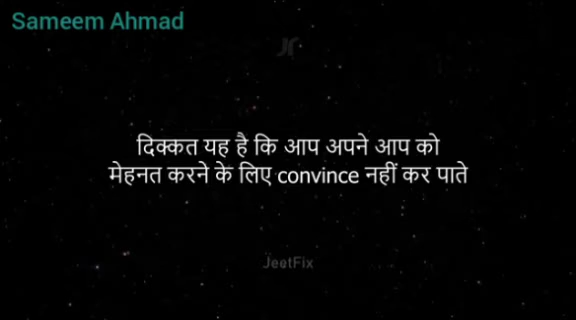 Sameem Ahmad
दिक्कत यह है कि आप अपने आप को
मेहनत करने के लिए convince नहीं कर पाते
JeetFix